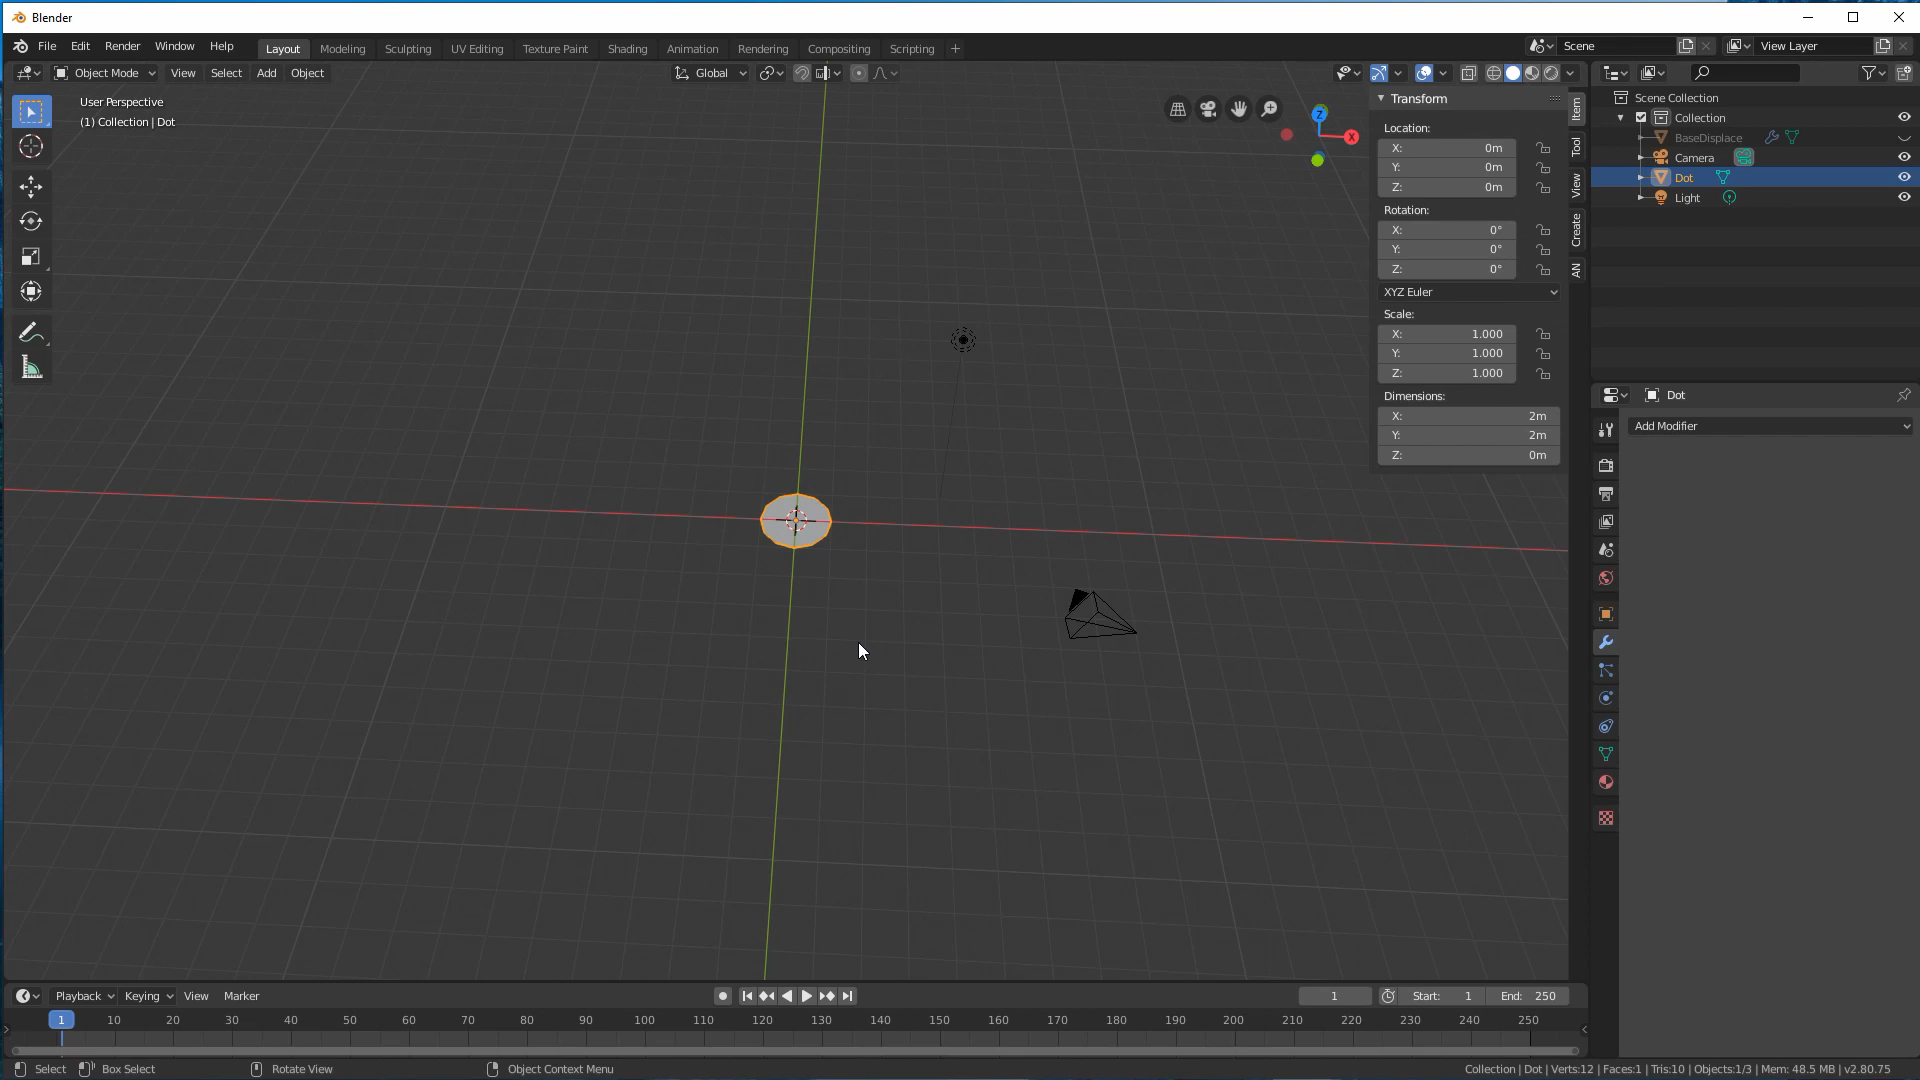 Blender
File Edit Render Window Help
Layout Modeling Sculpting UV Editing Texture Paint Shading Animation Rendering Compositing Scripting +
Scene
View Layer
Object Mode View Select Add Object
Global
User Perspective
(1) Collection | Dot
Z
X
Transform
Location:
X: 0m
Y: 0m
Z: 0m
Rotation:
X: 0°
Y: 0°
Z: 0°
XYZ Euler
Scale:
X: 1.000
Y: 1.000
Z: 1.000
Dimensions:
X: 2m
Y: 2m
Z: 0m
Item
Tool
View
Create
AN
Scene Collection
Collection
BaseDisplace
Camera
Dot
Light
Dot
Add Modifier
Playback Keying View Marker
1 Start: 1 End: 250
1 10 20 30 40 50 60 70 80 90 100 110 120 130 140 150 160 170 180 190 200 210 220 230 240 250
Select Box Select Rotate View Object Context Menu
Collection | Dot | Verts:12 | Faces:1 | Tris:10 | Objects:1/3 | Mem: 48.5 MB | v2.80.75